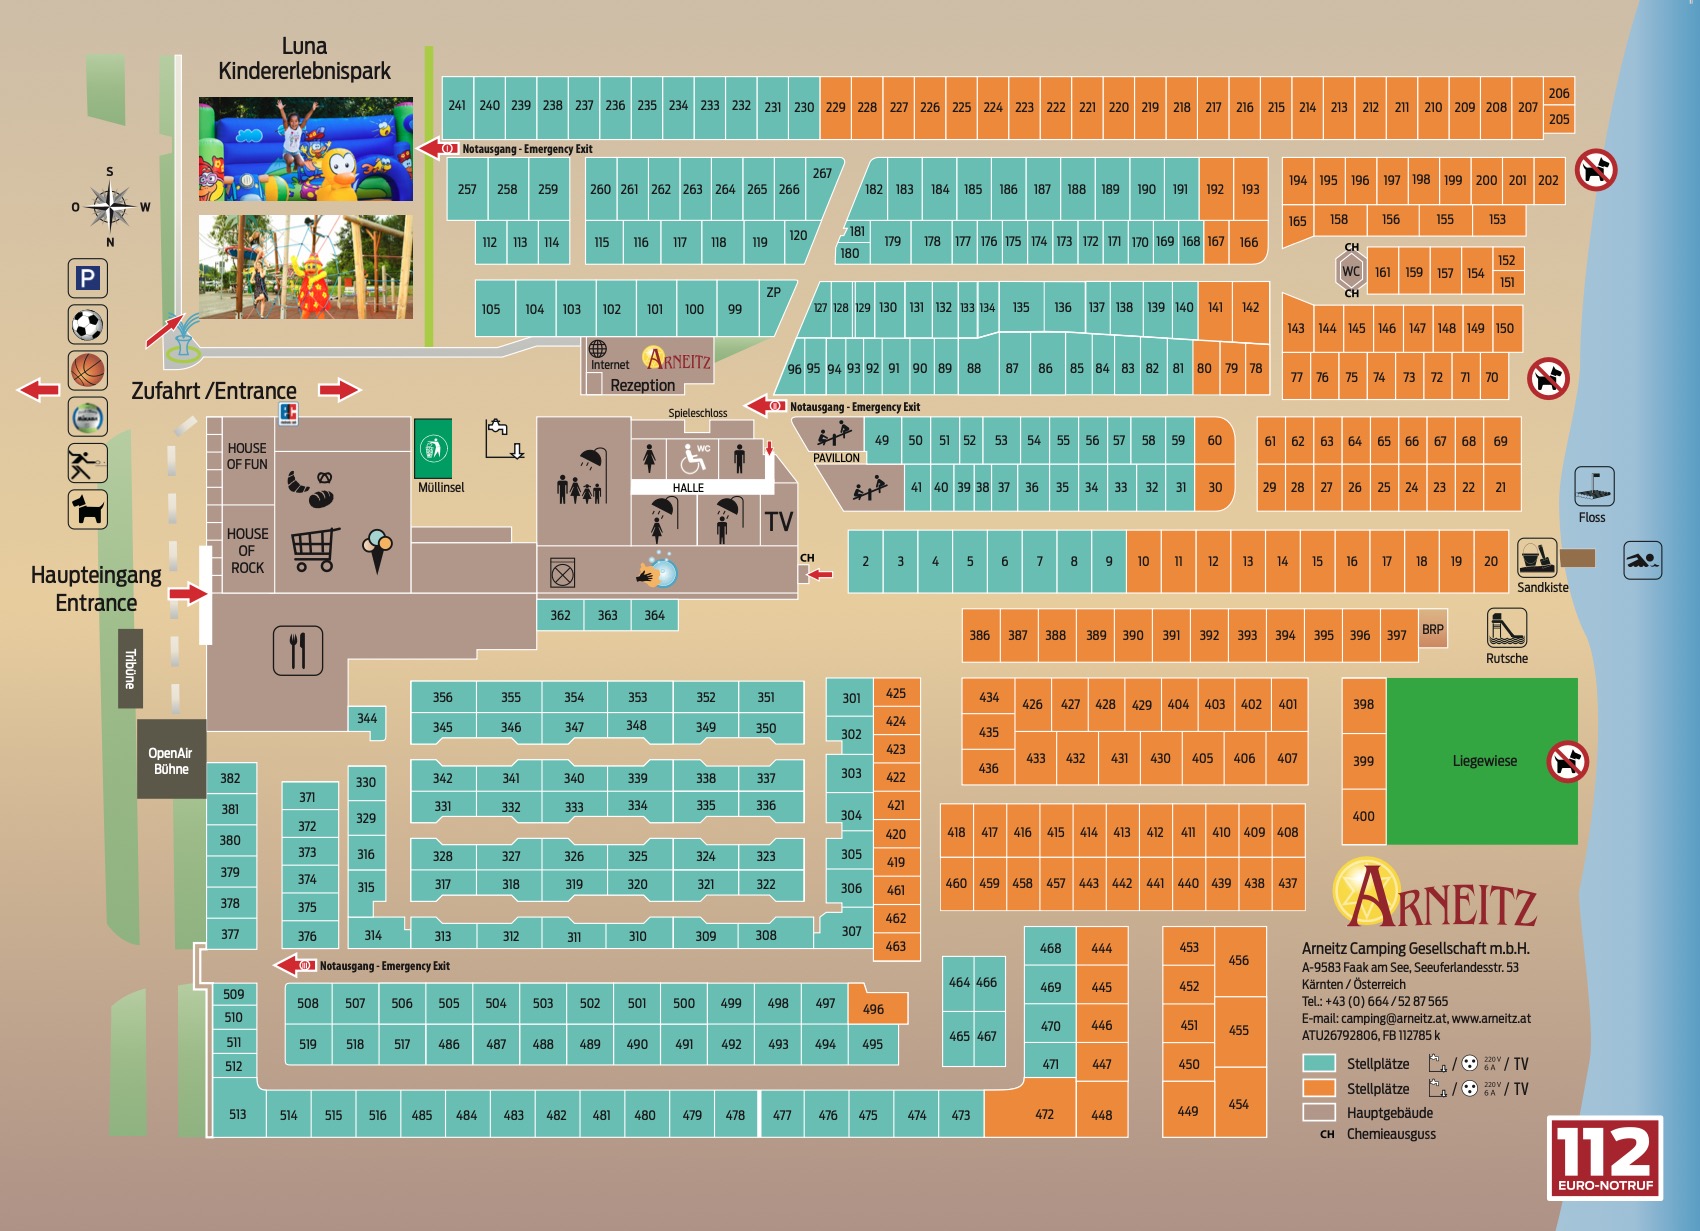 Luna
Kindererlebnispark
241 240 239 238 237 236 235 234 233 232 231 230 229 228 227 226 225 224 223 222 221 220 219 218 217 216 215 214 213 212 211 210 209 208 207 206
205
Notausgang - Emergency Exit
257 258 259 260 261 262 263 264 265 266 267 182 183 184 185 186 187 188 189 190 191 192 193 194 195 196 197 198 199 200 201 202
165 158 156 155 153
112 113 114 115 116 117 118 119 120 181 179 178 177 176 175 174 173 172 171 170 169 168 167 166
180
CH
WC 161 159 157 154 152
151
CH
S
O W
N
105 104 103 102 101 100 99 ZP 127 128 129 130 131 132 133 134 135 136 137 138 139 140 141 142
143 144 145 146 147 148 149 150
Internet ARNEITZ
Rezeption
96 95 94 93 92 91 90 89 88 87 86 85 84 83 82 81 80 79 78 77 76 75 74 73 72 71 70
P
Zufahrt /Entrance
Notausgang - Emergency Exit
Spieleschloss
HOUSE
OF FUN
Müllinsel
WC
HALLE
TV
PAVILLON
49 50 51 52 53 54 55 56 57 58 59 60 61 62 63 64 65 66 67 68 69
41 40 39 38 37 36 35 34 33 32 31 30 29 28 27 26 25 24 23 22 21
Floss
HOUSE
OF
ROCK
CH
2 3 4 5 6 7 8 9 10 11 12 13 14 15 16 17 18 19 20
Sandkiste
Haupteingang
Entrance
362 363 364
386 387 388 389 390 391 392 393 394 395 396 397 BRP
Rutsche
Tribüne
OpenAir
Bühne
344
356 355 354 353 352 351
345 346 347 348 349 350
342 341 340 339 338 337
331 332 333 334 335 336
328 327 326 325 324 323
317 318 319 320 321 322
313 312 311 310 309 308
382
381
380
379
378
377
371
372
373
374
375
376
330
329
316
315
314
301
302
303
304
305
306
307
425
424
423
422
421
420
419
461
462
463
434
435
436
426 427 428 429 404 403 402 401
433 432 431 430 405 406 407
398
399
400
Liegewiese
418 417 416 415 414 413 412 411 410 409 408
460 459 458 457 443 442 441 440 439 438 437
Notausgang - Emergency Exit
509
510
511
512
513
508 507 506 505 504 503 502 501 500 499 498 497 496
519 518 517 486 487 488 489 490 491 492 493 494 495
514 515 516 485 484 483 482 481 480 479 478 477 476 475 474 473 472
464 466
465 467
468
469
470
471
444
445
446
447
448
453
452
451
450
449
456
455
454
ARNEITZ
Arneitz Camping Gesellschaft m.b.H.
A-9583 Faak am See, Seeuferlandesstr. 53
Kärnten / Österreich
Tel.: +43 (0) 664 / 52 87 565
E-mail: camping@arneitz.at, www.arneitz.at
ATU26792806, FB 112785 k
Stellplätze / 220 V 6 A / TV
Stellplätze / 220 V 6 A / TV
Hauptgebäude
CH Chemieausguss
112
EURO-NOTRUF